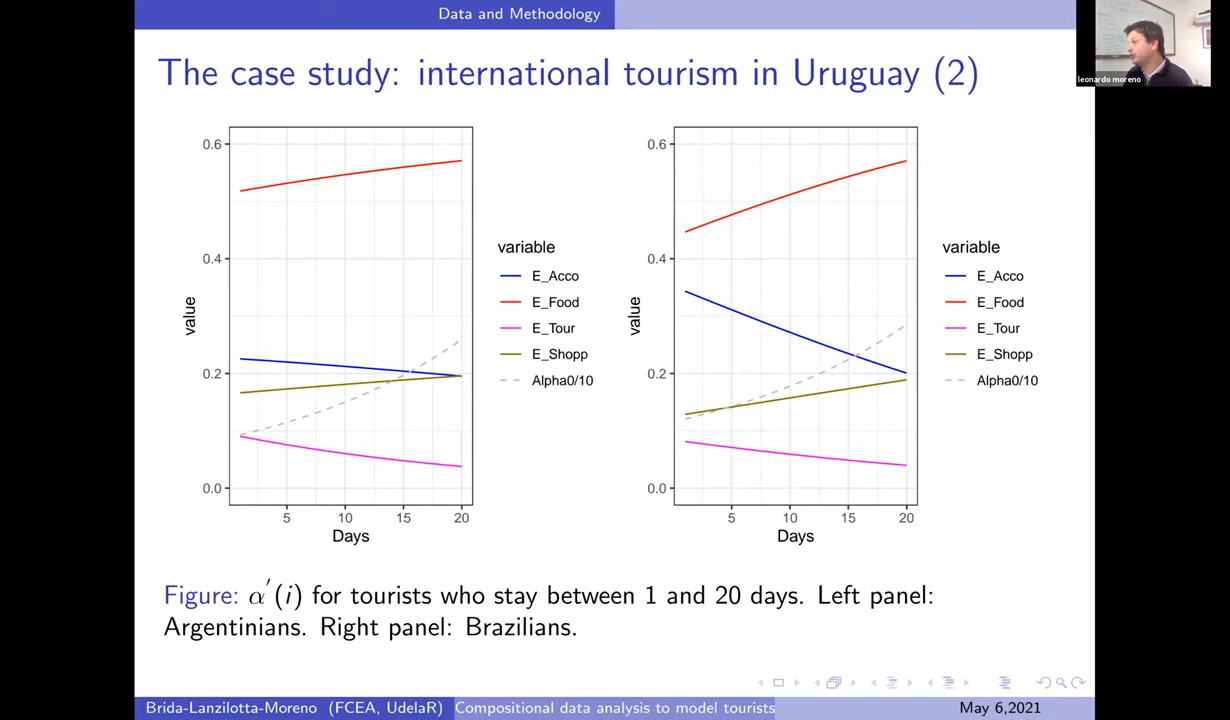 Data and Methodology
leonardo moreno
The case study: international tourism in Uruguay (2)
0.6
0.4
0.2
0.0
value
5 10 15 20
Days
variable
E_Acco
E_Food
E_Tour
E_Shopp
Alpha0/10
0.6
0.4
0.2
0.0
value
5 10 15 20
Days
variable
E_Acco
E_Food
E_Tour
E_Shopp
Alpha0/10
Figure: α′(i) for tourists who stay between 1 and 20 days. Left panel:
Argentinians. Right panel: Brazilians.
Brida-Lanzilotta-Moreno (FCEA, UdelaR) Compositional data analysis to model tourists May 6,2021